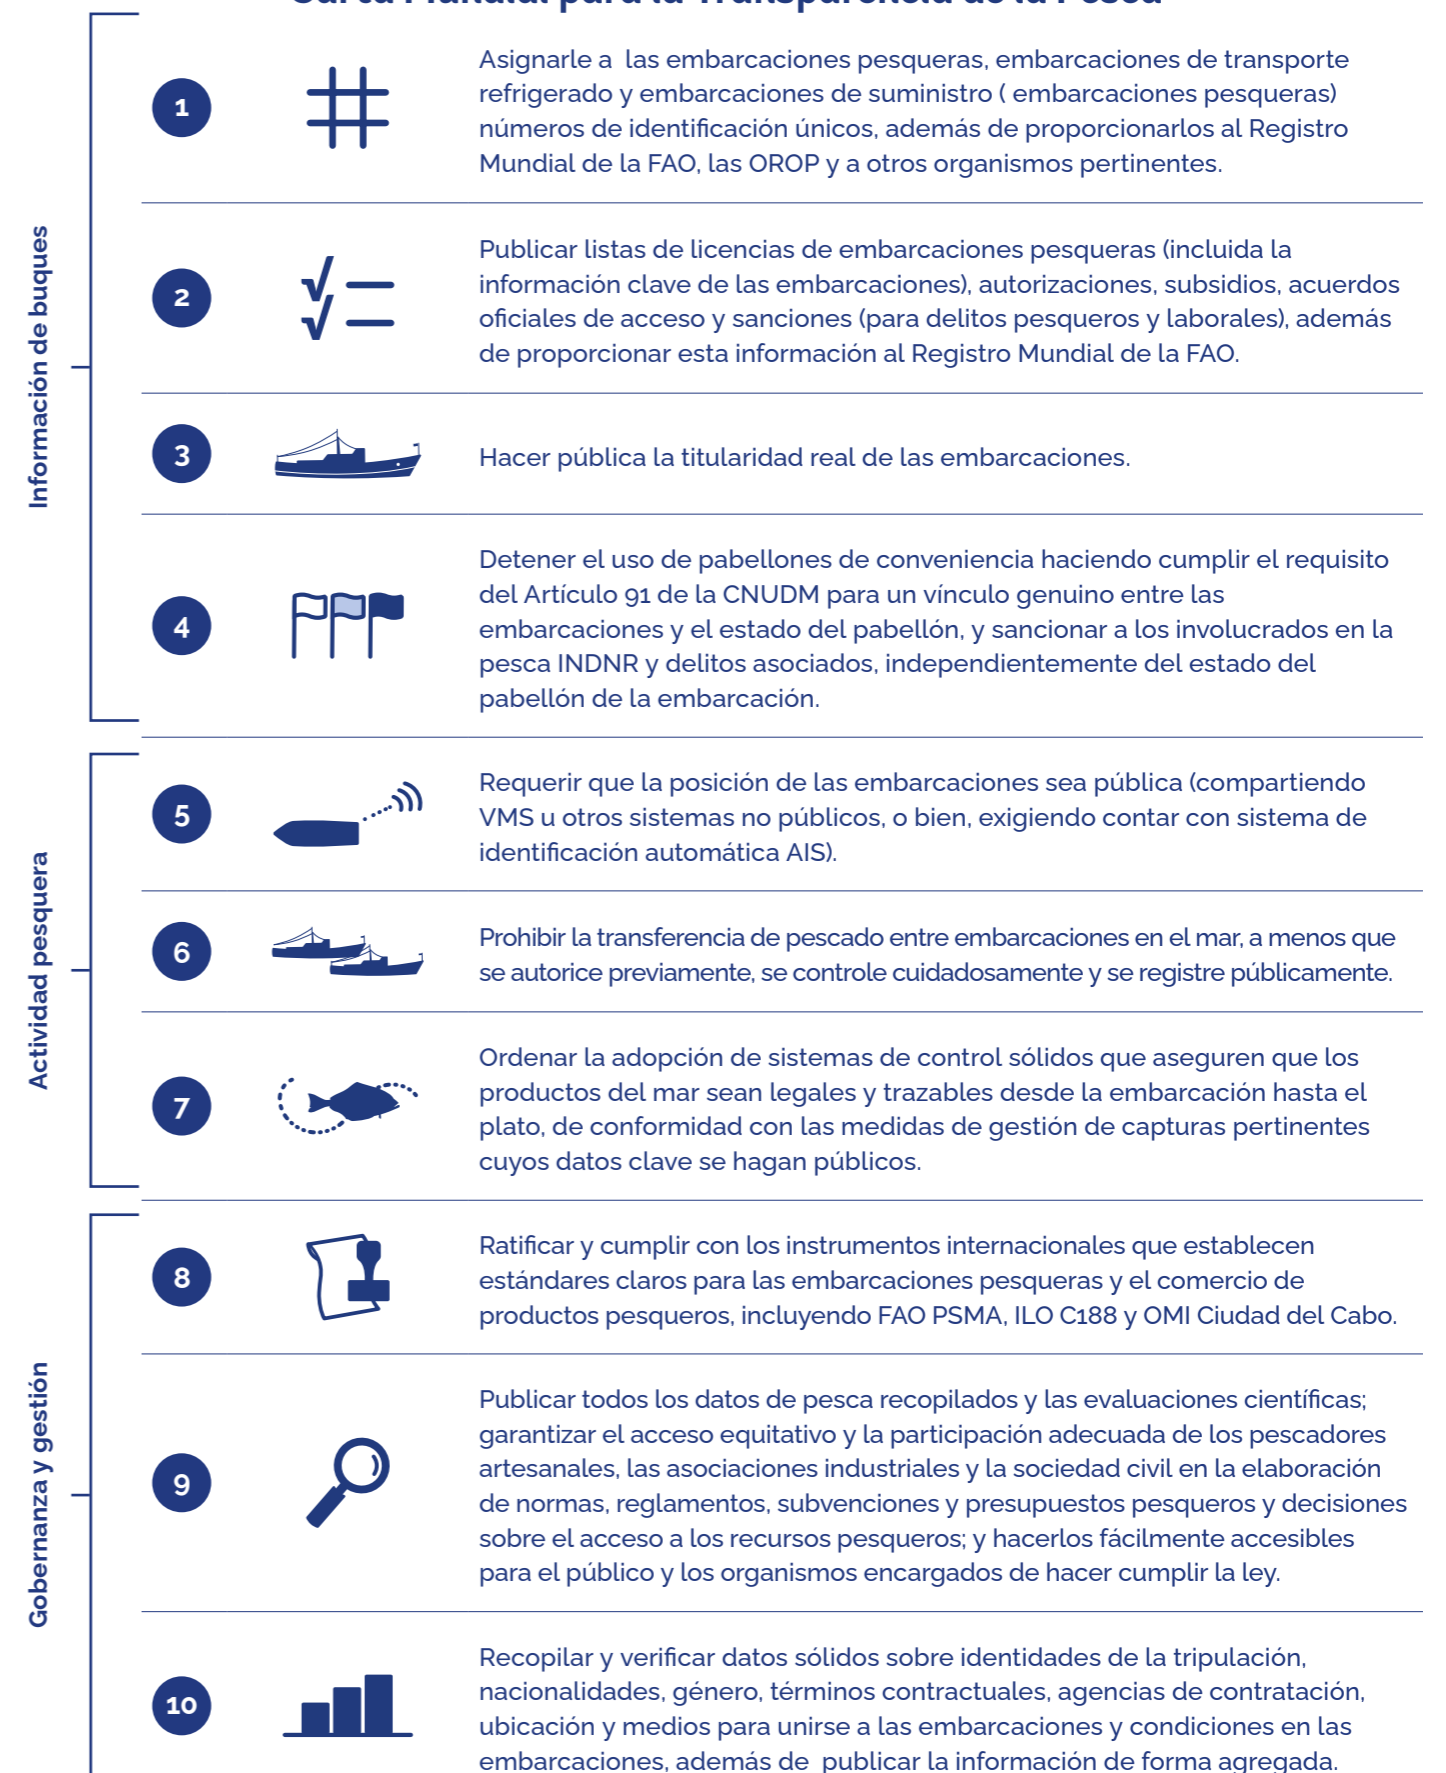 Carta Mundial para la Transparencia de la Pesca
Información de buques
1
Asignarle a  las embarcaciones pesqueras, embarcaciones de transporte
refrigerado y embarcaciones de suministro ( embarcaciones pesqueras)
números de identificación únicos, además de proporcionarlos al Registro
Mundial de la FAO, las OROP y a otros organismos pertinentes.
2
Publicar listas de licencias de embarcaciones pesqueras (incluida la
información clave de las embarcaciones), autorizaciones, subsidios, acuerdos
oficiales de acceso y sanciones (para delitos pesqueros y laborales), además
de proporcionar esta información al Registro Mundial de la FAO.
3
Hacer pública la titularidad real de las embarcaciones.
4
Detener el uso de pabellones de conveniencia haciendo cumplir el requisito
del Artículo 91 de la CNUDM para un vínculo genuino entre las
embarcaciones y el estado del pabellón, y sancionar a los involucrados en la
pesca INDNR y delitos asociados, independientemente del estado del
pabellón de la embarcación.
Actividad pesquera
5
Requerir que la posición de las embarcaciones sea pública (compartiendo
VMS u otros sistemas no públicos, o bien, exigiendo contar con sistema de
identificación automática AIS).
6
Prohibir la transferencia de pescado entre embarcaciones en el mar, a menos que
se autorice previamente, se controle cuidadosamente y se registre públicamente.
7
Ordenar la adopción de sistemas de control sólidos que aseguren que los
productos del mar sean legales y trazables desde la embarcación hasta el
plato, de conformidad con las medidas de gestión de capturas pertinentes
cuyos datos clave se hagan públicos.
Gobernanza y gestión
8
Ratificar y cumplir con los instrumentos internacionales que establecen
estándares claros para las embarcaciones pesqueras y el comercio de
productos pesqueros, incluyendo FAO PSMA, ILO C188 y OMI Ciudad del Cabo.
9
Publicar todos los datos de pesca recopilados y las evaluaciones científicas;
garantizar el acceso equitativo y la participación adecuada de los pescadores
artesanales, las asociaciones industriales y la sociedad civil en la elaboración
de normas, reglamentos, subvenciones y presupuestos pesqueros y decisiones
sobre el acceso a los recursos pesqueros; y hacerlos fácilmente accesibles
para el público y los organismos encargados de hacer cumplir la ley.
10
Recopilar y verificar datos sólidos sobre identidades de la tripulación,
nacionalidades, género, términos contractuales, agencias de contratación,
ubicación y medios para unirse a las embarcaciones y condiciones en las
embarcaciones, además de  publicar la información de forma agregada.